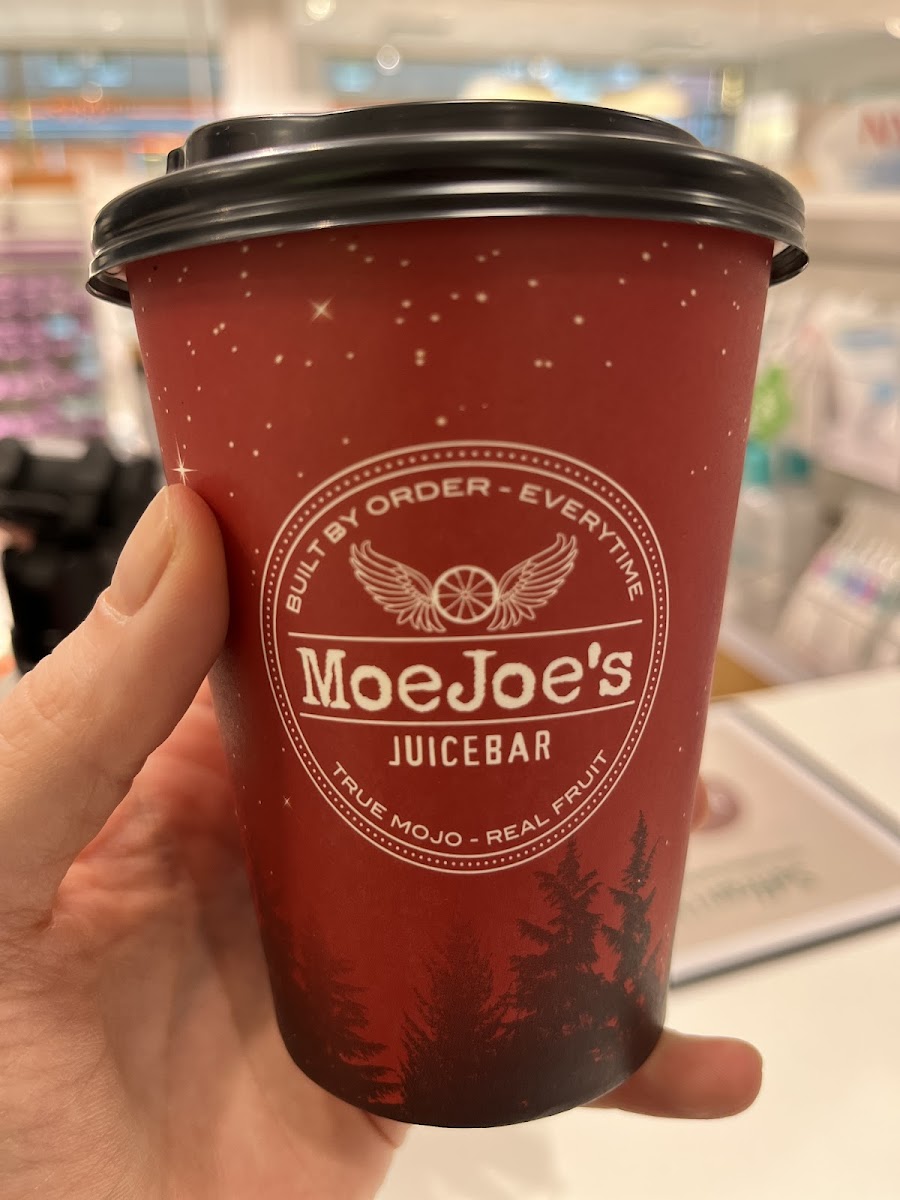 BUILT BY ORDER - EVERYTIME
MoeJoe's
JUICEBAR
TRUE MOJO - REAL FRUIT